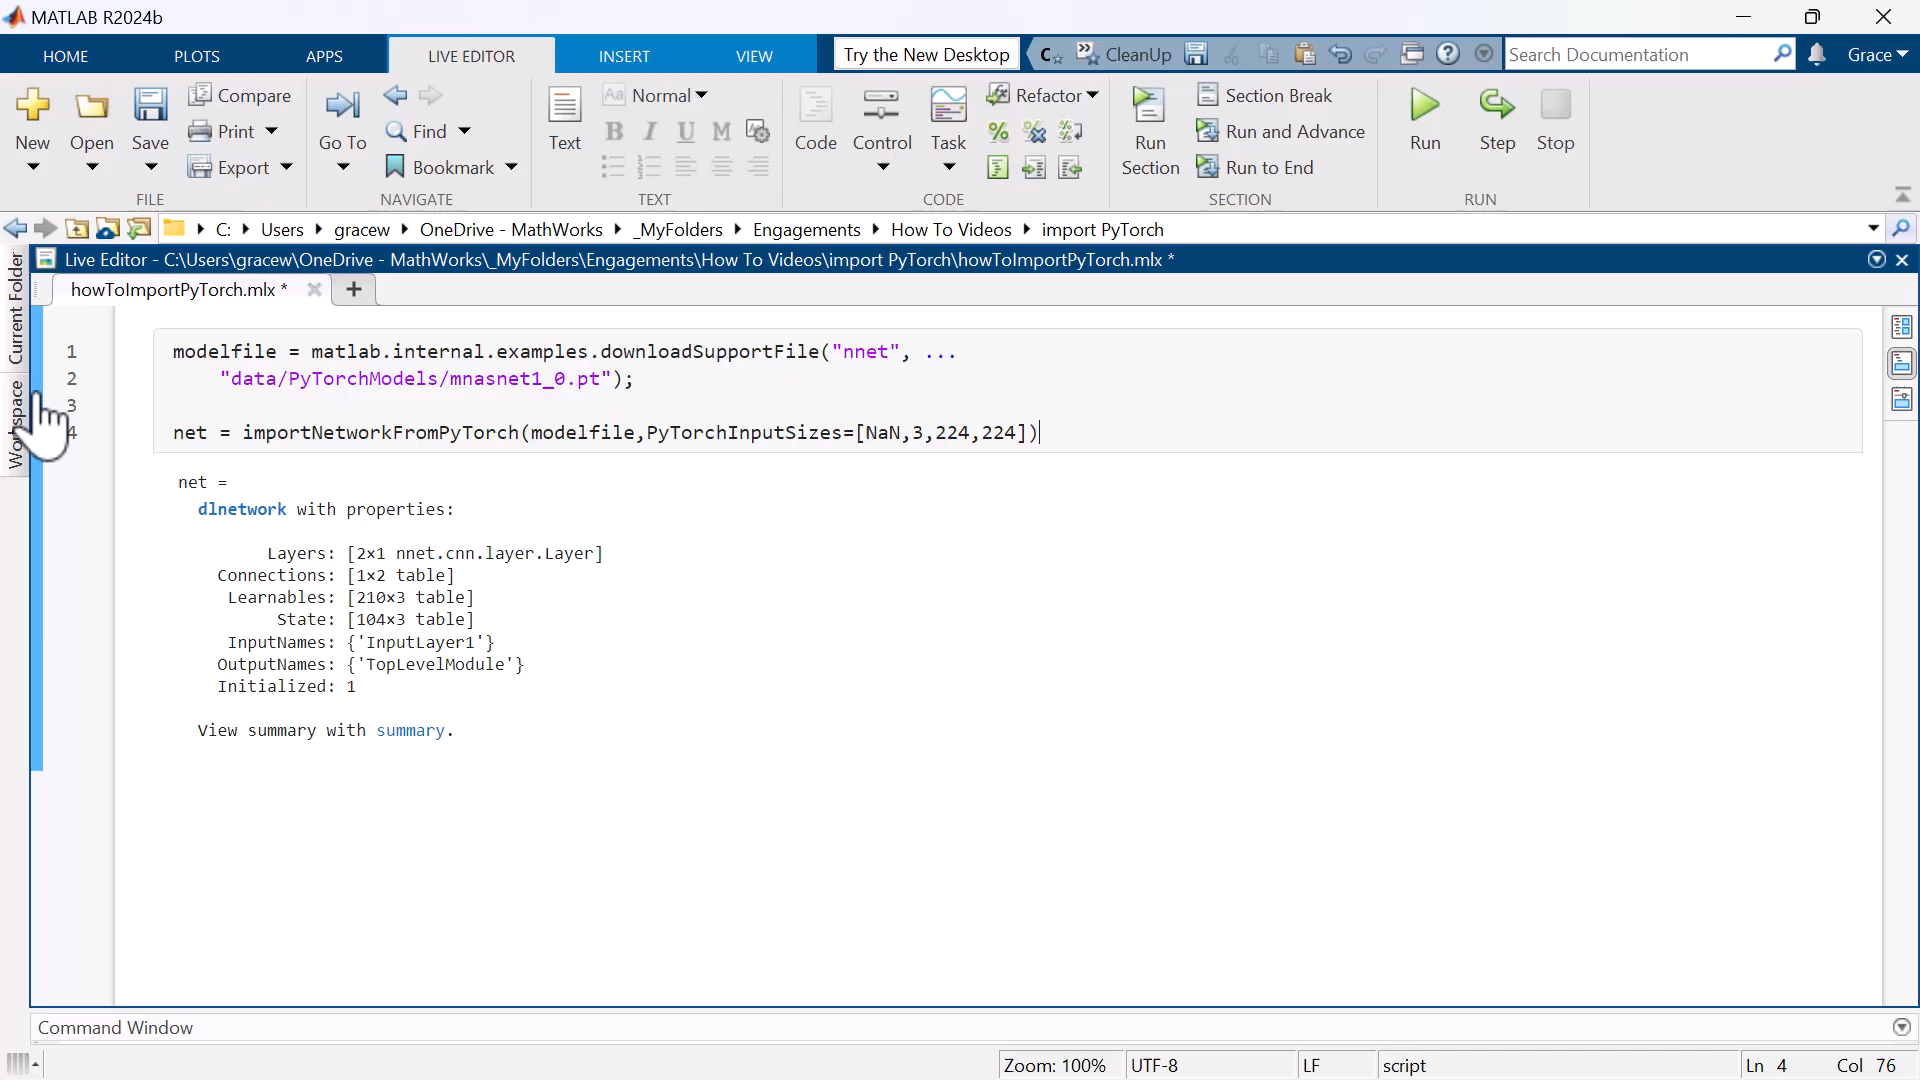 MATLAB R2024b
HOME PLOTS APPS LIVE EDITOR INSERT VIEW Try the New Desktop CleanUp Search Documentation Grace
New Open Save Compare Print Export Go To Find Bookmark Text Aa Normal B I U M Code Control Task Refactor Run Section Section Break Run and Advance Run to End Run Step Stop
FILE NAVIGATE TEXT CODE SECTION RUN
C: Users gracew OneDrive - MathWorks _MyFolders Engagements How To Videos import PyTorch
Live Editor - C:\Users\gracew\OneDrive - MathWorks\_MyFolders\Engagements\How To Videos\import PyTorch\howToImportPyTorch.mlx *
howToImportPyTorch.mlx *
Current Folder
Workspace
1 modelfile = matlab.internal.examples.downloadSupportFile("nnet", ...
2 "data/PyTorchModels/mnasnet1_0.pt");
3
4 net = importNetworkFromPyTorch(modelfile,PyTorchInputSizes=[NaN,3,224,224])
net =
dlnetwork with properties:
Layers: [2×1 nnet.cnn.layer.Layer]
Connections: [1×2 table]
Learnables: [210×3 table]
State: [104×3 table]
InputNames: {'InputLayer1'}
OutputNames: {'TopLevelModule'}
Initialized: 1
View summary with summary.
Command Window
Zoom: 100% UTF-8 LF script Ln 4 Col 76